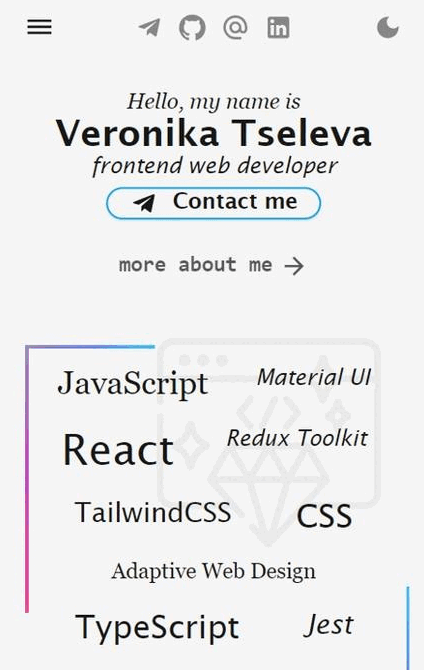 Hello, my name is
Veronika Tseleva
frontend web developer
Contact me
more about me →
JavaScript Material UI
React Redux Toolkit
TailwindCSS CSS
Adaptive Web Design
TypeScript Jest